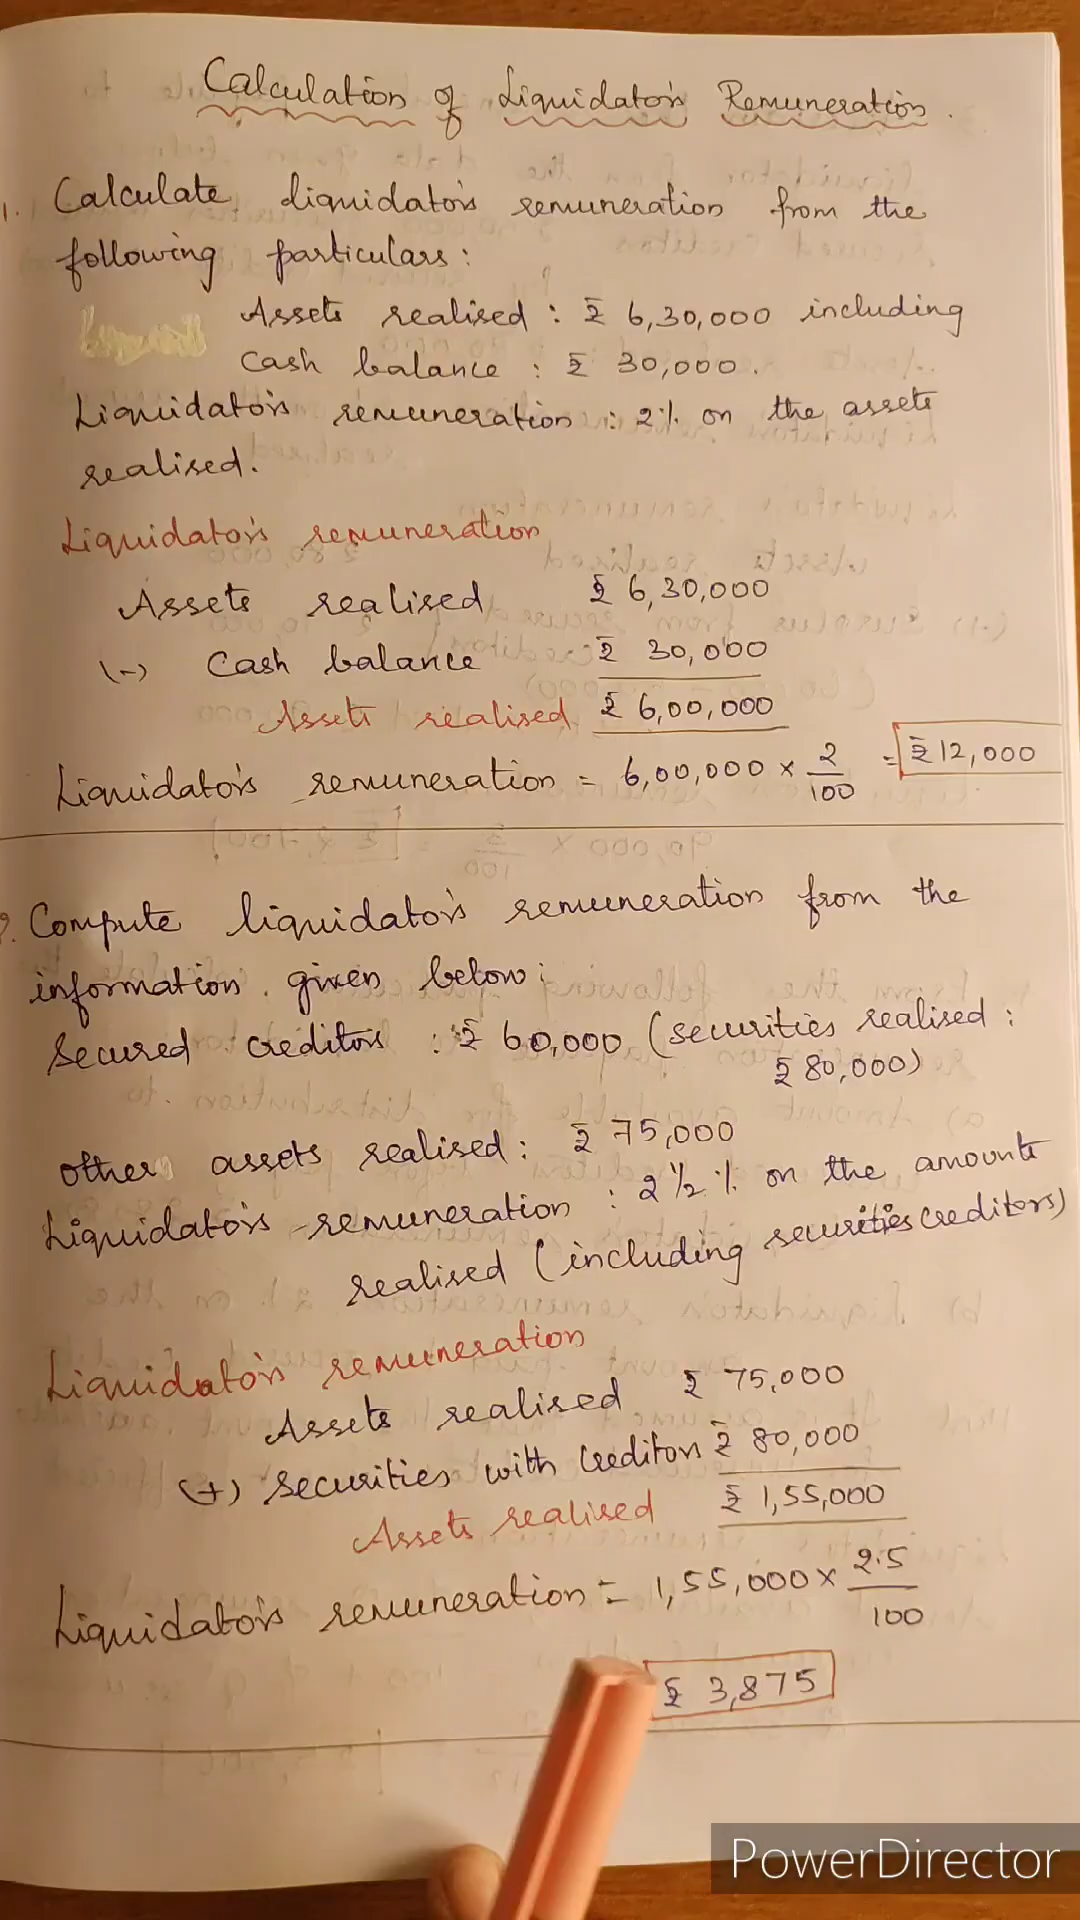 Calculation of Liquidator's Remuneration.
1. Calculate liquidator's remuneration from the
following particulars:
Assets realised : ₹ 6,30,000 including
Cash balance : ₹ 30,000.
Liquidator's remuneration : 2% on the assets
realised.
Liquidator's remuneration
Assets realised ₹ 6,30,000
(-) Cash balance ₹ 30,000
Assets realised ₹ 6,00,000
Liquidator's remuneration = 6,00,000 × 2/100 = ₹ 12,000
Compute liquidator's remuneration from the
information given below:
Secured creditors : ₹ 60,000 (securities realised :
₹ 80,000)
Other assets realised : ₹ 75,000
Liquidator's remuneration : 2½% on the amounts
realised (including securities creditors)
Liquidator's remuneration
Assets realised ₹ 75,000
(+) Securities with Creditors ₹ 80,000
Assets realised ₹ 1,55,000
Liquidator's remuneration = 1,55,000 × 2.5/100
₹ 3,875
PowerDirector